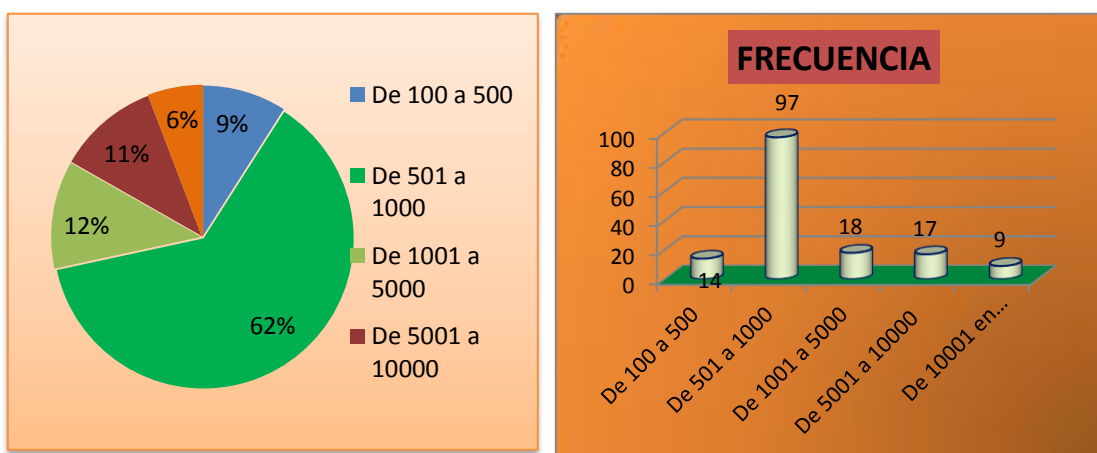 9%
62%
12%
11%
6%
De 100 a 500
De 501 a
1000
De 1001 a
5000
De 5001 a
10000
FRECUENCIA
100
80
60
40
20
0
14
97
18
17
9
De 100 a 500
De 501 a 1000
De 1001 a 5000
De 5001 a 10000
De 10001 en…